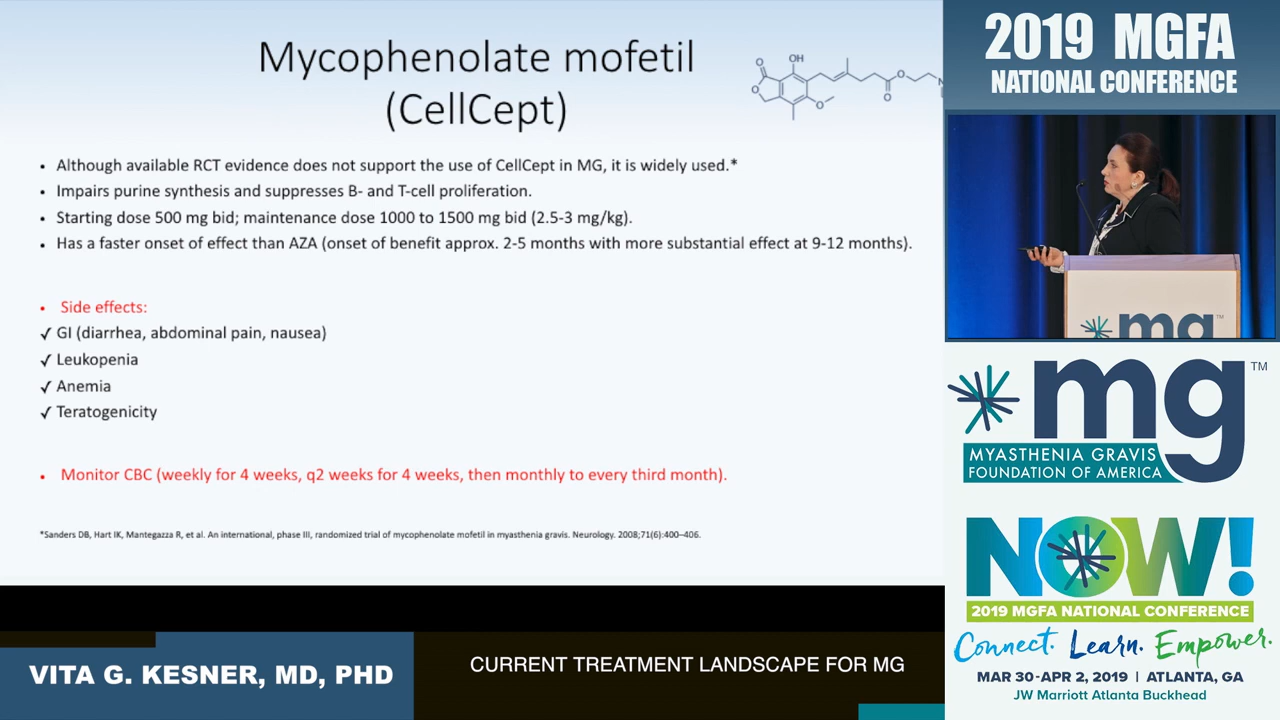 Mycophenolate mofetil
(CellCept)
O
OH
O
O
O
O
N
• Although available RCT evidence does not support the use of CellCept in MG, it is widely used.*
• Impairs purine synthesis and suppresses B- and T-cell proliferation.
• Starting dose 500 mg bid; maintenance dose 1000 to 1500 mg bid (2.5-3 mg/kg).
• Has a faster onset of effect than AZA (onset of benefit approx. 2-5 months with more substantial effect at 9-12 months).
• Side effects:
✓ GI (diarrhea, abdominal pain, nausea)
✓ Leukopenia
✓ Anemia
✓ Teratogenicity
• Monitor CBC (weekly for 4 weeks, q2 weeks for 4 weeks, then monthly to every third month).
*Sanders DB, Hart IK, Mantegazza R, et al. An international, phase III, randomized trial of mycophenolate mofetil in myasthenia gravis. Neurology. 2008;71(6):400–406.
VITA G. KESNER, MD, PHD
CURRENT TREATMENT LANDSCAPE FOR MG
2019 MGFA
NATIONAL CONFERENCE
mg™
mg™
MYASTHENIA GRAVIS
FOUNDATION OF AMERICA
NOW!
2019 MGFA NATIONAL CONFERENCE
Connect. Learn. Empower.
MAR 30-APR 2, 2019 | ATLANTA, GA
JW Marriott Atlanta Buckhead